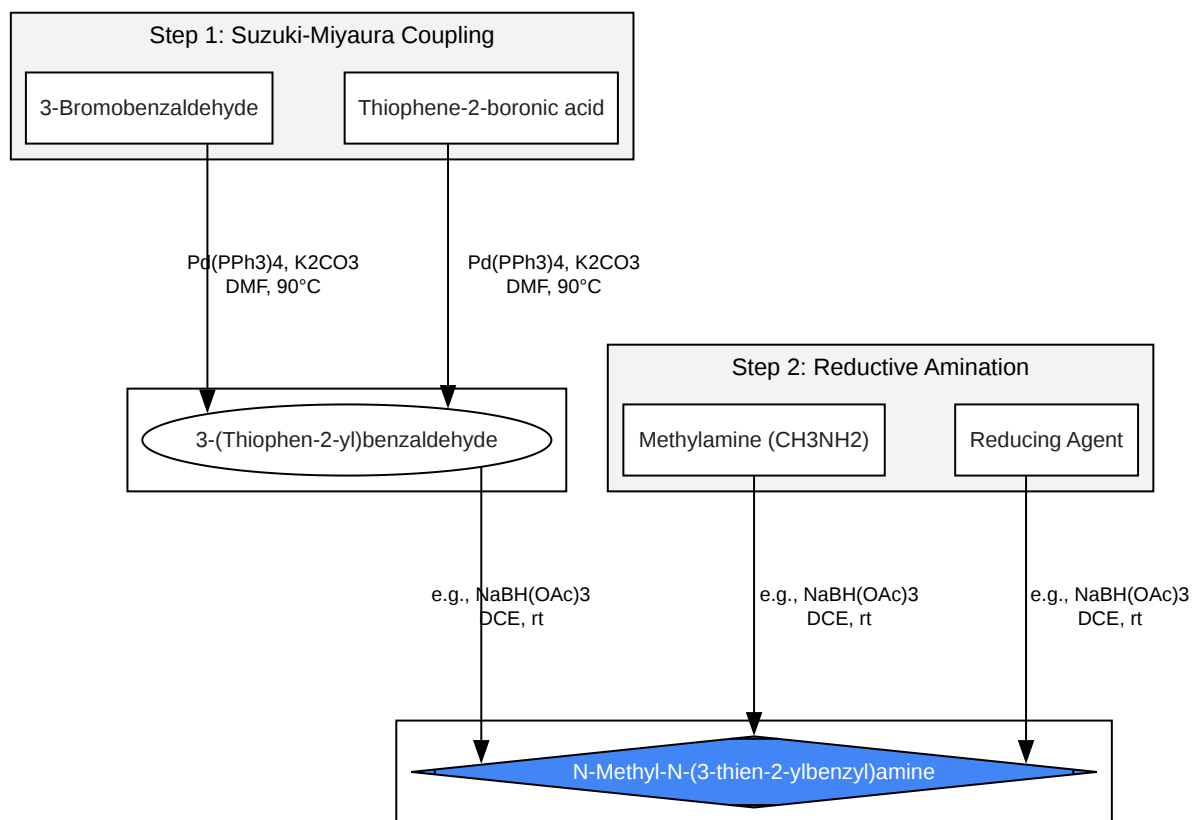 Step 1: Suzuki-Miyaura Coupling
3-Bromobenzaldehyde
Thiophene-2-boronic acid
Pd(PPh3)4, K2CO3
DMF, 90°C
Pd(PPh3)4, K2CO3
DMF, 90°C
Step 2: Reductive Amination
3-(Thiophen-2-yl)benzaldehyde
Methylamine (CH3NH2)
Reducing Agent
e.g., NaBH(OAc)3
DCE, rt
e.g., NaBH(OAc)3
DCE, rt
e.g., NaBH(OAc)3
DCE, rt
N-Methyl-N-(3-thien-2-ylbenzyl)amine